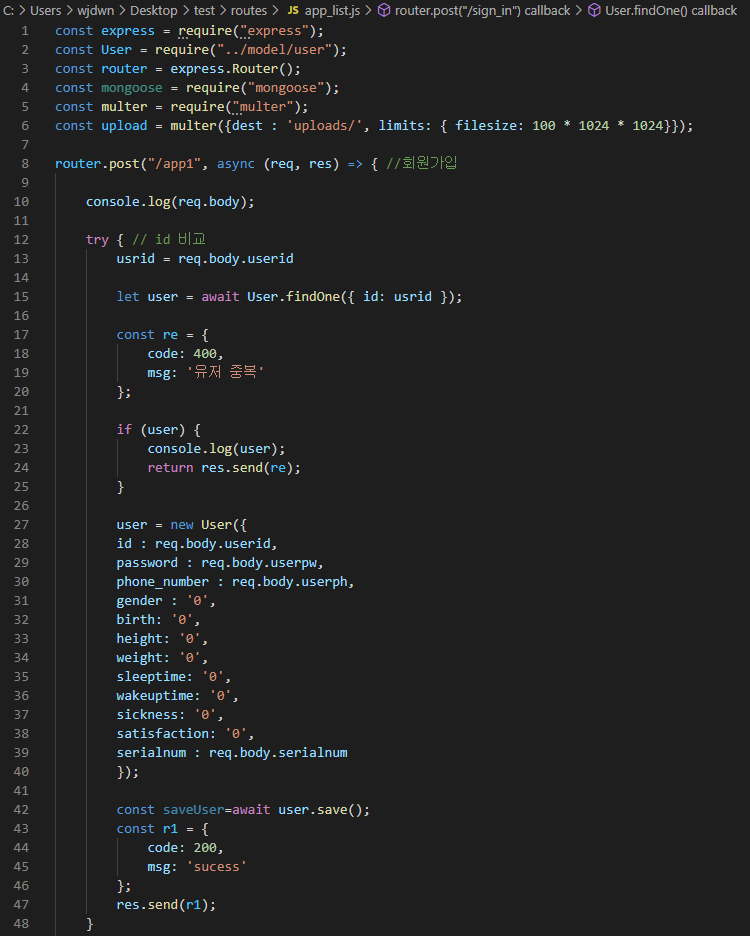 C: > Users > wjdwn > Desktop > test > routes > JS app_list.js > router.post("/sign_in") callback > User.findOne() callback
1 const express = require("express");
2 const User = require("../model/user");
3 const router = express.Router();
4 const mongoose = require("mongoose");
5 const multer = require("multer");
6 const upload = multer({dest : 'uploads/', limits: { filesize: 100 * 1024 * 1024}});
7
8 router.post("/app1", async (req, res) => { //회원가입
9
10 console.log(req.body);
11
12 try { // id 비교
13 usrid = req.body.userid
14
15 let user = await User.findOne({ id: usrid });
16
17 const re = {
18 code: 400,
19 msg: '유저 중복'
20 };
21
22 if (user) {
23 console.log(user);
24 return res.send(re);
25 }
26
27 user = new User({
28 id : req.body.userid,
29 password : req.body.userpw,
30 phone_number : req.body.userph,
31 gender : '0',
32 birth: '0',
33 height: '0',
34 weight: '0',
35 sleeptime: '0',
36 wakeuptime: '0',
37 sickness: '0',
38 satisfaction: '0',
39 serialnum : req.body.serialnum
40 });
41
42 const saveUser=await user.save();
43 const r1 = {
44 code: 200,
45 msg: 'sucess'
46 };
47 res.send(r1);
48 }